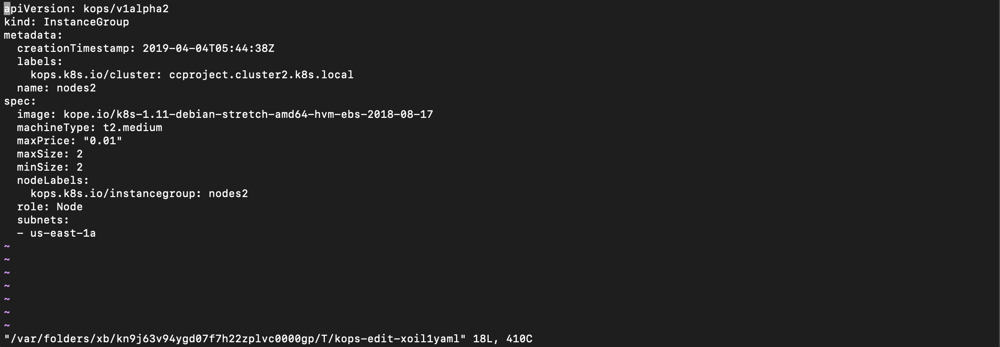 apiVersion: kops/v1alpha2
kind: InstanceGroup
metadata:
  creationTimestamp: 2019-04-04T05:44:38Z
  labels:
    kops.k8s.io/cluster: ccproject.cluster2.k8s.local
  name: nodes2
spec:
  image: kope.io/k8s-1.11-debian-stretch-amd64-hvm-ebs-2018-08-17
  machineType: t2.medium
  maxPrice: "0.01"
  maxSize: 2
  minSize: 2
  nodeLabels:
    kops.k8s.io/instancegroup: nodes2
  role: Node
  subnets:
  - us-east-1a
~
~
~
~
~
~
~
"/var/folders/xb/kn9j63v94ygd07f7h22zplvc0000gp/T/kops-edit-xoil1yaml" 18L, 410C